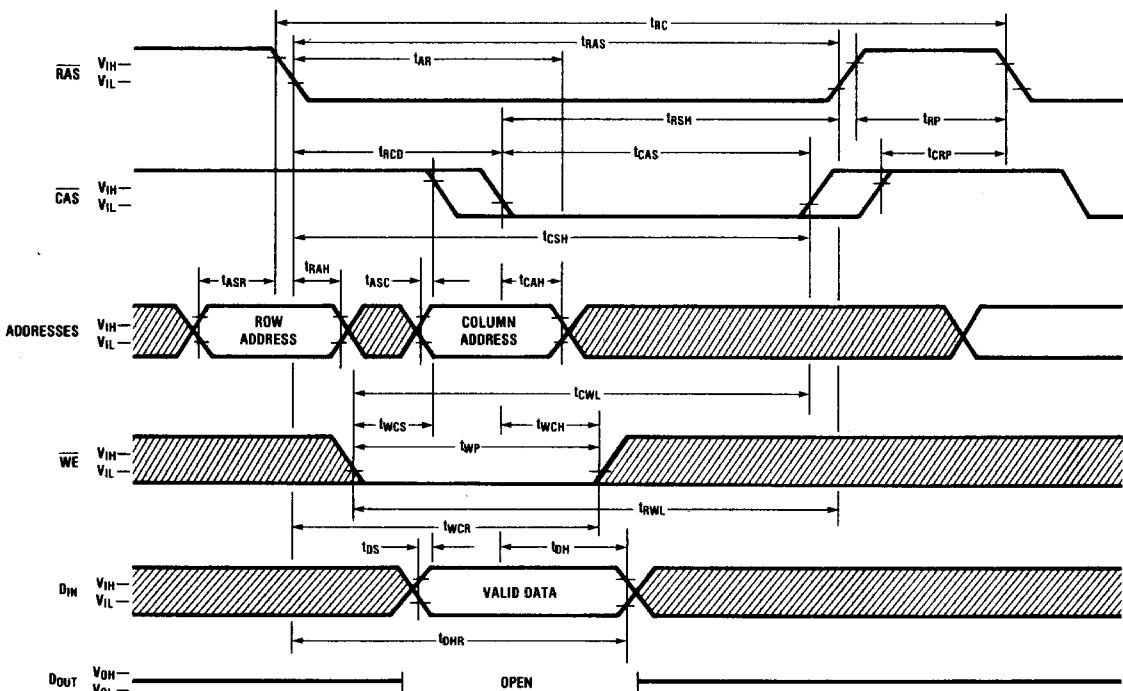 tRC
tRAS
tAR
RAS VIH
VIL
tRSH tRP
tRCD tCAS tCRP
CAS VIH
VIL
tCSH
tASR tRAH tASC tCAH
ADDRESSES VIH
VIL
ROW ADDRESS
COLUMN ADDRESS
tCWL
tWCS tWCH
tWP
WE VIH
VIL
tRWL
tWCR
tDS tDH
DIN VIH
VIL
VALID DATA
tDHR
DOUT VOH
VOL
OPEN